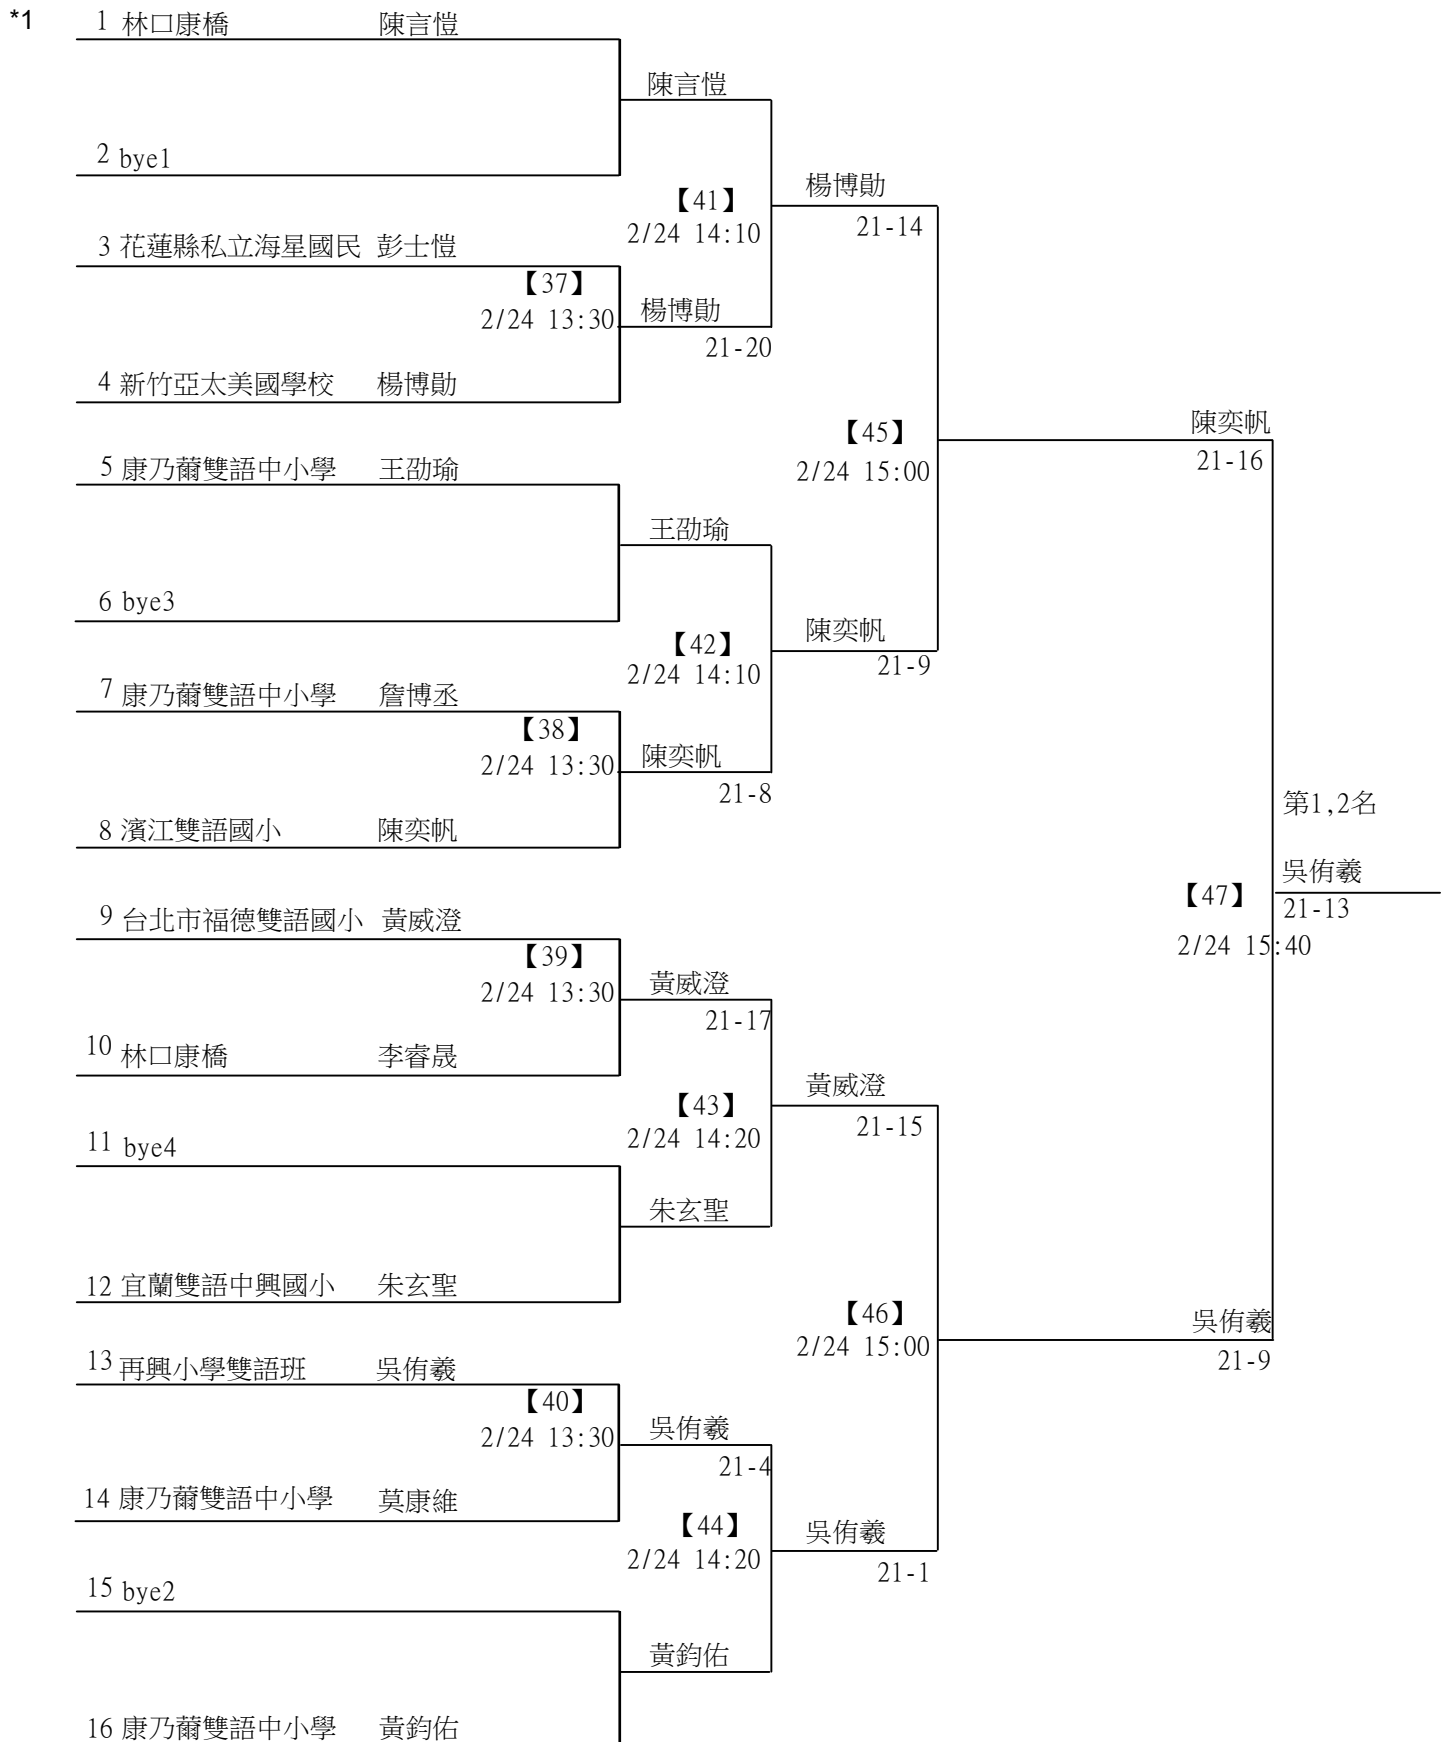 *1
1 林口康橋 陳言愷
陳言愷
2 bye1
【41】
2/24 14:10
楊博勛
21-14
3 花蓮縣私立海星國民 彭士愷
【37】
2/24 13:30
楊博勛
21-20
4 新竹亞太美國學校 楊博勛
【45】
2/24 15:00
陳奕帆
21-16
5 康乃薾雙語中小學 王劭瑜
王劭瑜
6 bye3
【42】
2/24 14:10
陳奕帆
21-9
7 康乃薾雙語中小學 詹博丞
【38】
2/24 13:30
陳奕帆
21-8
8 濱江雙語國小 陳奕帆
第1,2名
【47】
2/24 15:40
吳侑羲
21-13
9 台北市福德雙語國小 黃威澄
【39】
2/24 13:30
黃威澄
21-17
10 林口康橋 李睿晟
【43】
2/24 14:20
黃威澄
21-15
11 bye4
朱玄聖
12 宜蘭雙語中興國小 朱玄聖
【46】
2/24 15:00
吳侑羲
21-9
13 再興小學雙語班 吳侑羲
【40】
2/24 13:30
吳侑羲
21-4
14 康乃薾雙語中小學 莫康維
【44】
2/24 14:20
吳侑羲
21-1
15 bye2
黃鈞佑
16 康乃薾雙語中小學 黃鈞佑